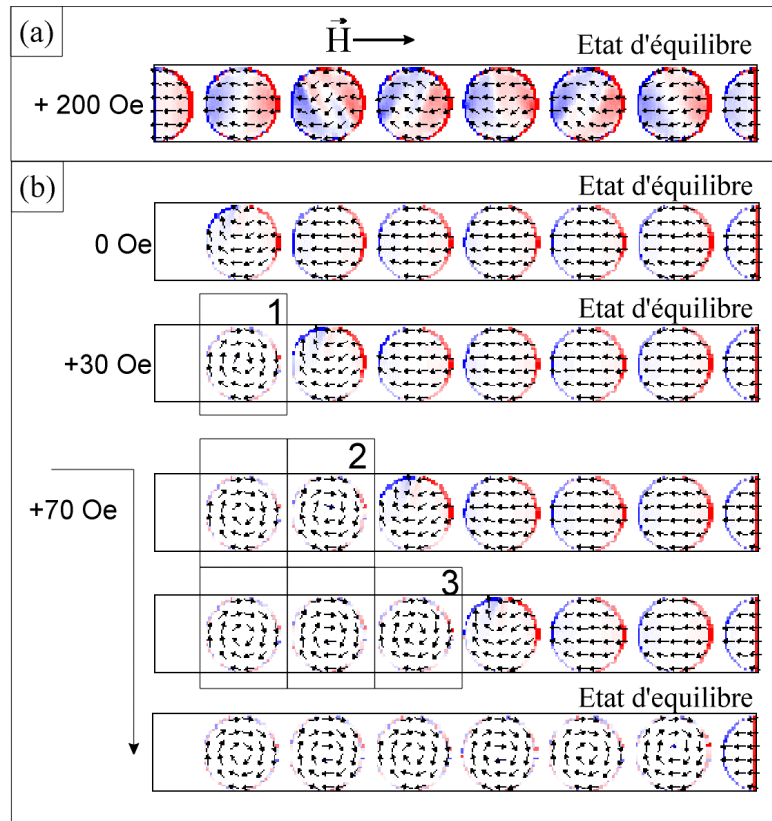 (a)
H
Etat d'équilibre
+ 200 Oe
(b)
Etat d'équilibre
0 Oe
1
Etat d'équilibre
+30 Oe
2
+70 Oe
3
Etat d'equilibre